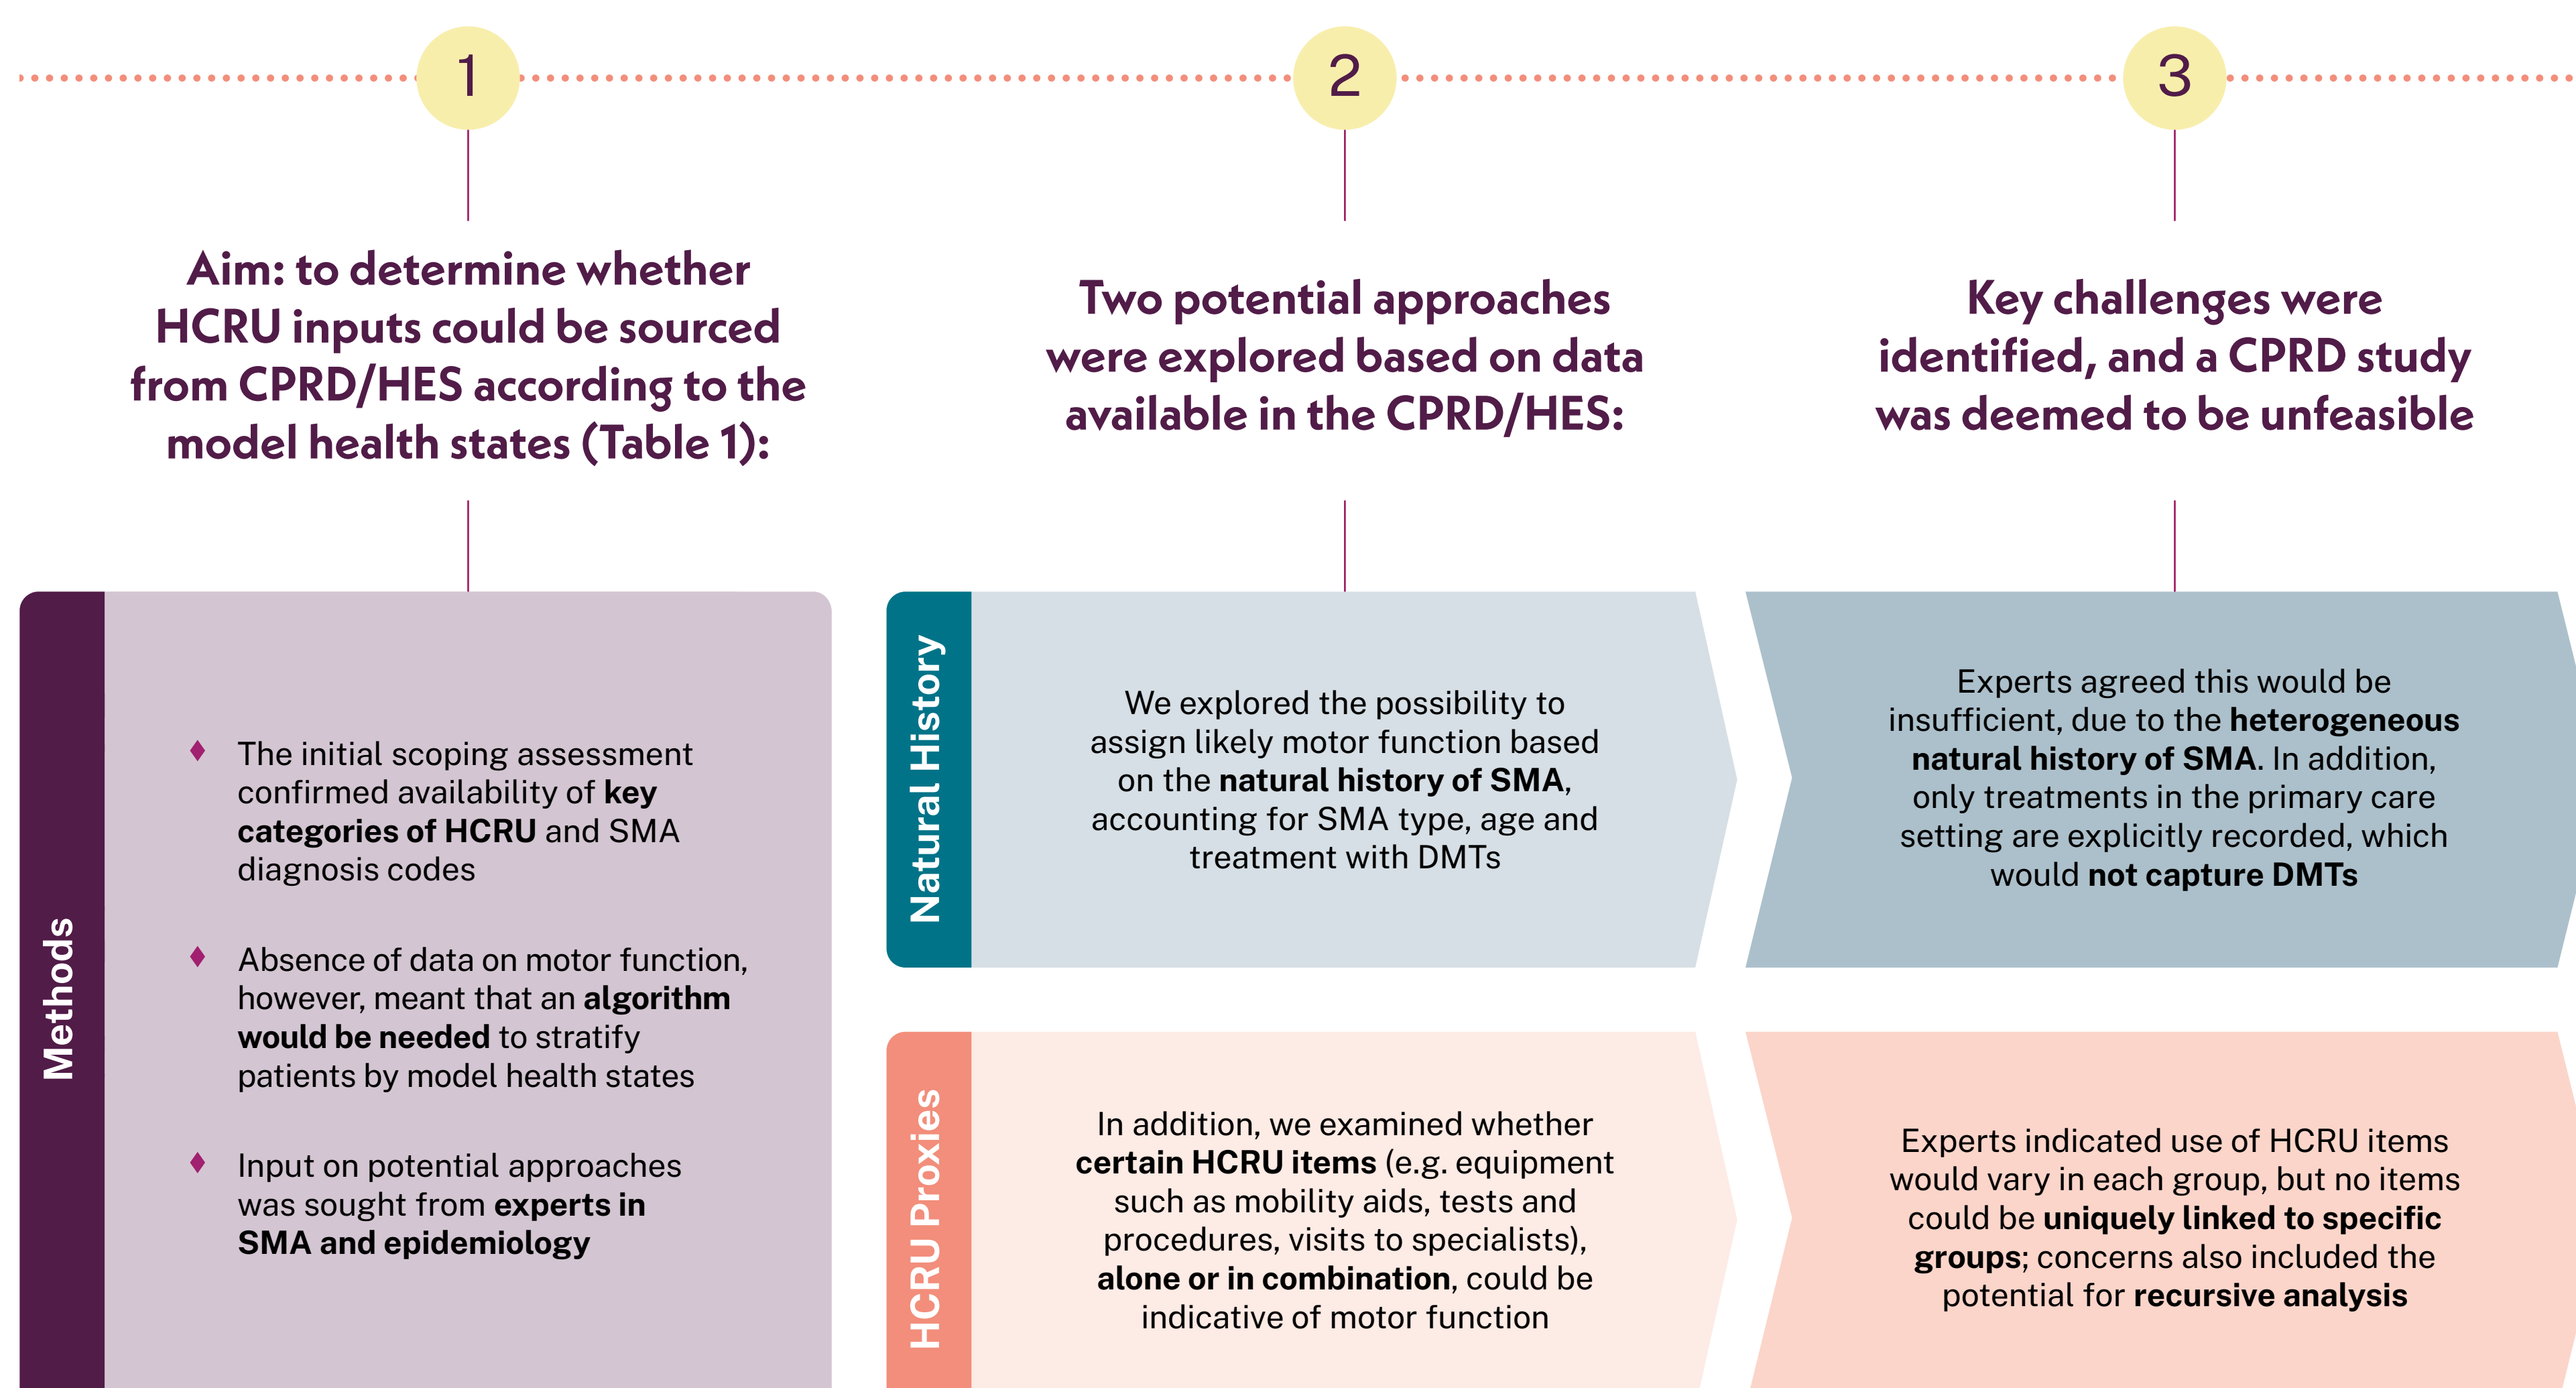 1
Aim: to determine whether
HCRU inputs could be sourced
from CPRD/HES according to the
model health states (Table 1):
Methods
The initial scoping assessment
confirmed availability of key
categories of HCRU and SMA
diagnosis codes
Absence of data on motor function,
however, meant that an algorithm
would be needed to stratify
patients by model health states
Input on potential approaches
was sought from experts in
SMA and epidemiology
2
Two potential approaches
were explored based on data
available in the CPRD/HES:
3
Key challenges were
identified, and a CPRD study
was deemed to be unfeasible
Natural History
We explored the possibility to
assign likely motor function based
on the natural history of SMA,
accounting for SMA type, age and
treatment with DMTs
Experts agreed this would be
insufficient, due to the heterogeneous
natural history of SMA. In addition,
only treatments in the primary care
setting are explicitly recorded, which
would not capture DMTs
HCRU Proxies
In addition, we examined whether
certain HCRU items (e.g. equipment
such as mobility aids, tests and
procedures, visits to specialists),
alone or in combination, could be
indicative of motor function
Experts indicated use of HCRU items
would vary in each group, but no items
could be uniquely linked to specific
groups; concerns also included the
potential for recursive analysis